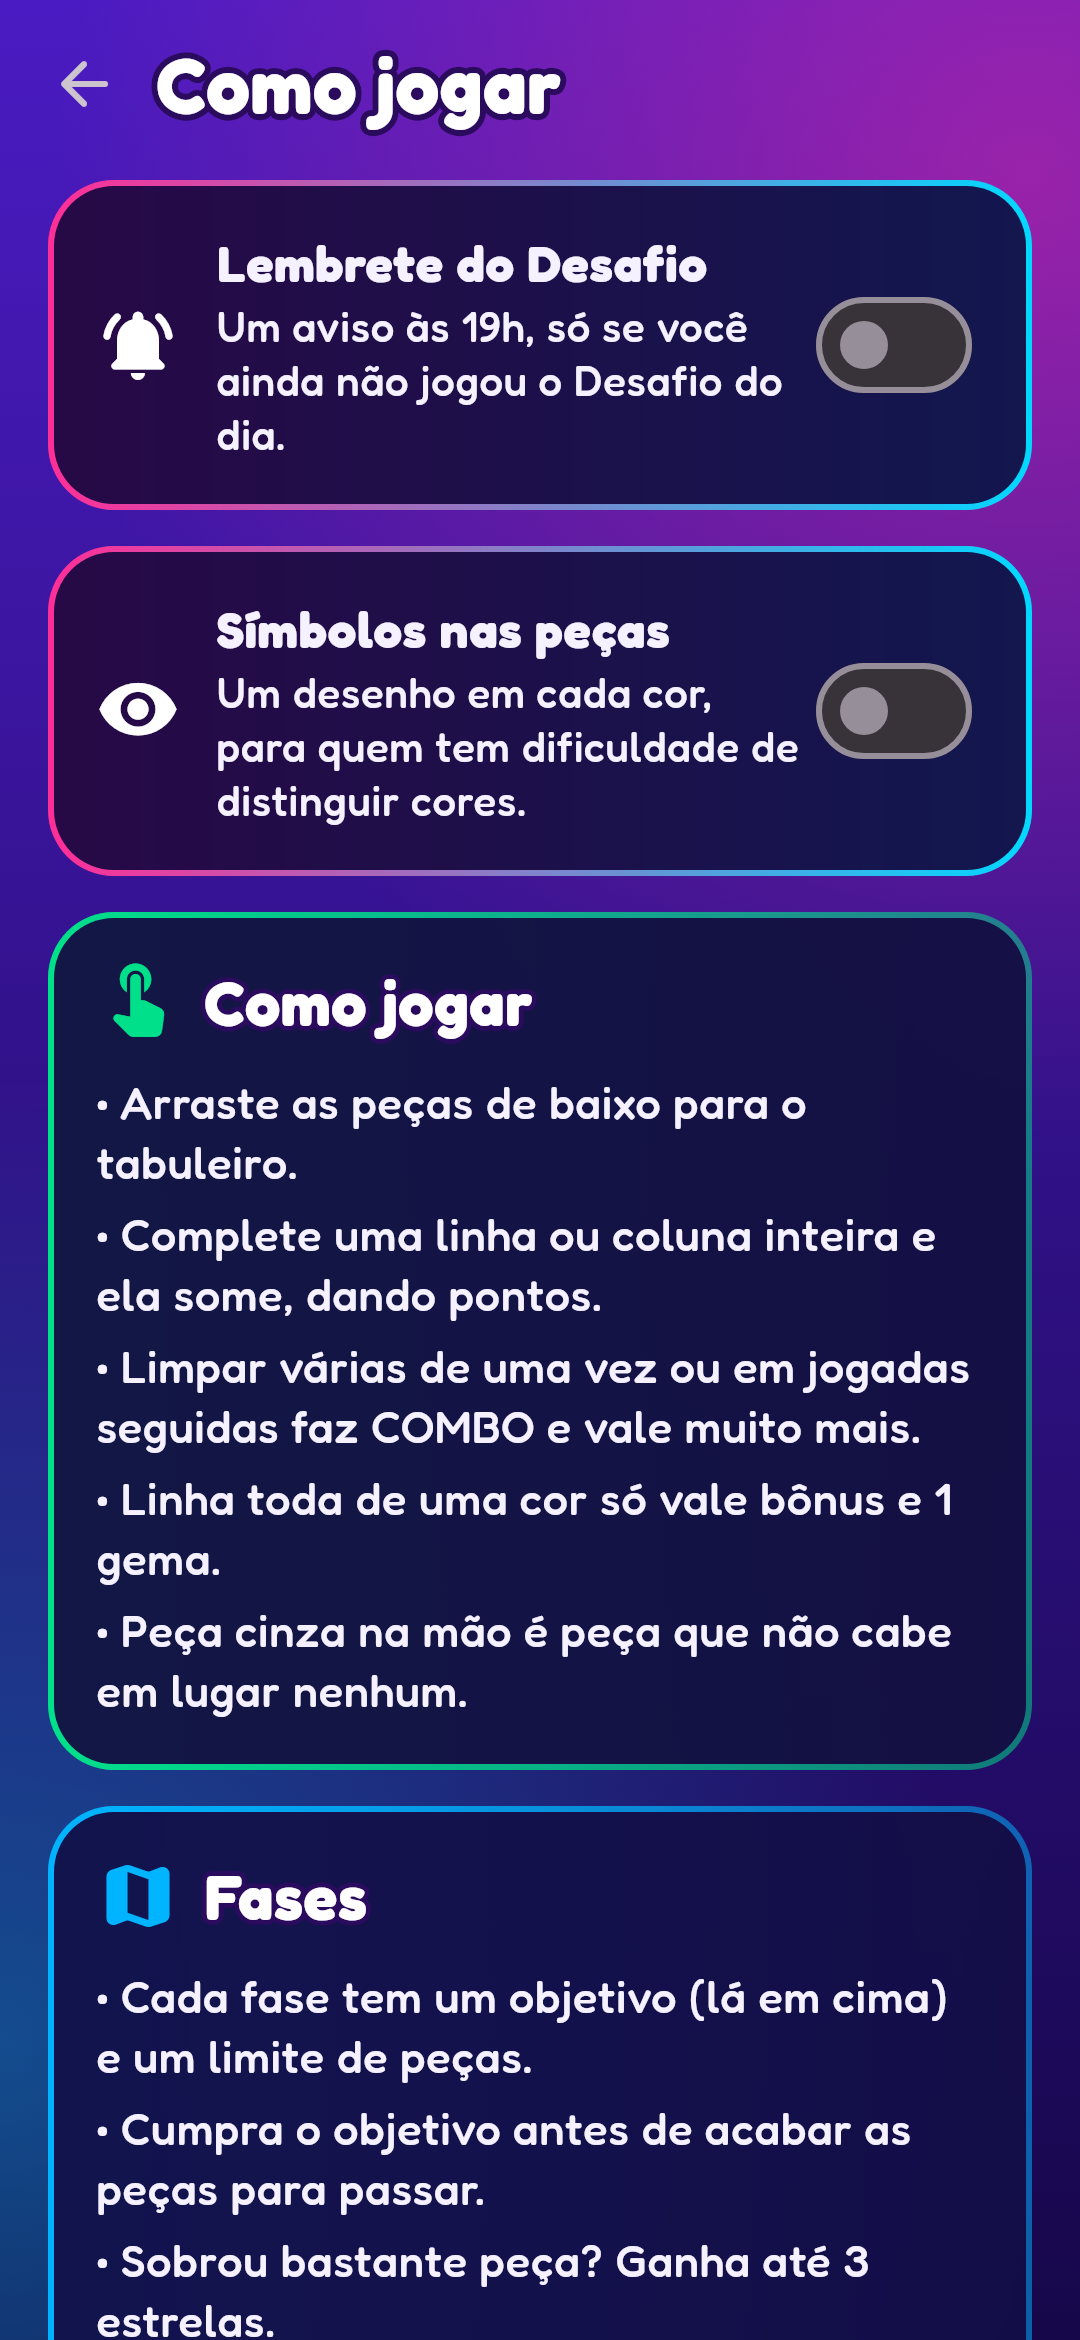 Como jogar
Lembrete do Desafio
Um aviso às 19h, só se você
ainda não jogou o Desafio do
dia.
Símbolos nas peças
Um desenho em cada cor,
para quem tem dificuldade de
distinguir cores.
Como jogar
• Arraste as peças de baixo para o
tabuleiro.
• Complete uma linha ou coluna inteira e
ela some, dando pontos.
• Limpar várias de uma vez ou em jogadas
seguidas faz COMBO e vale muito mais.
• Linha toda de uma cor só vale bônus e 1
gema.
• Peça cinza na mão é peça que não cabe
em lugar nenhum.
Fases
• Cada fase tem um objetivo (lá em cima)
e um limite de peças.
• Cumpra o objetivo antes de acabar as
peças para passar.
• Sobrou bastante peça? Ganha até 3
estrelas.